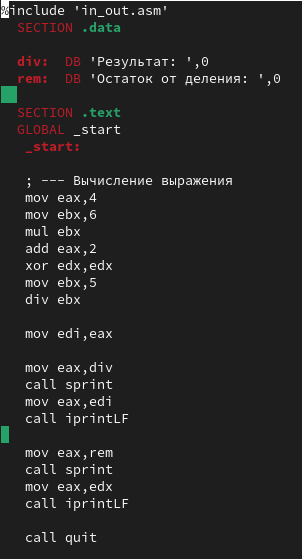 %include 'in_out.asm'
SECTION .data
div: DB 'Результат: ',0
rem: DB 'Остаток от деления: ',0
SECTION .text
GLOBAL _start
_start:
; --- Вычисление выражения
mov eax,4
mov ebx,6
mul ebx
add eax,2
xor edx,edx
mov ebx,5
div ebx
mov edi,eax
mov eax,div
call sprint
mov eax,edi
call iprintLF
mov eax,rem
call sprint
mov eax,edx
call iprintLF
call quit